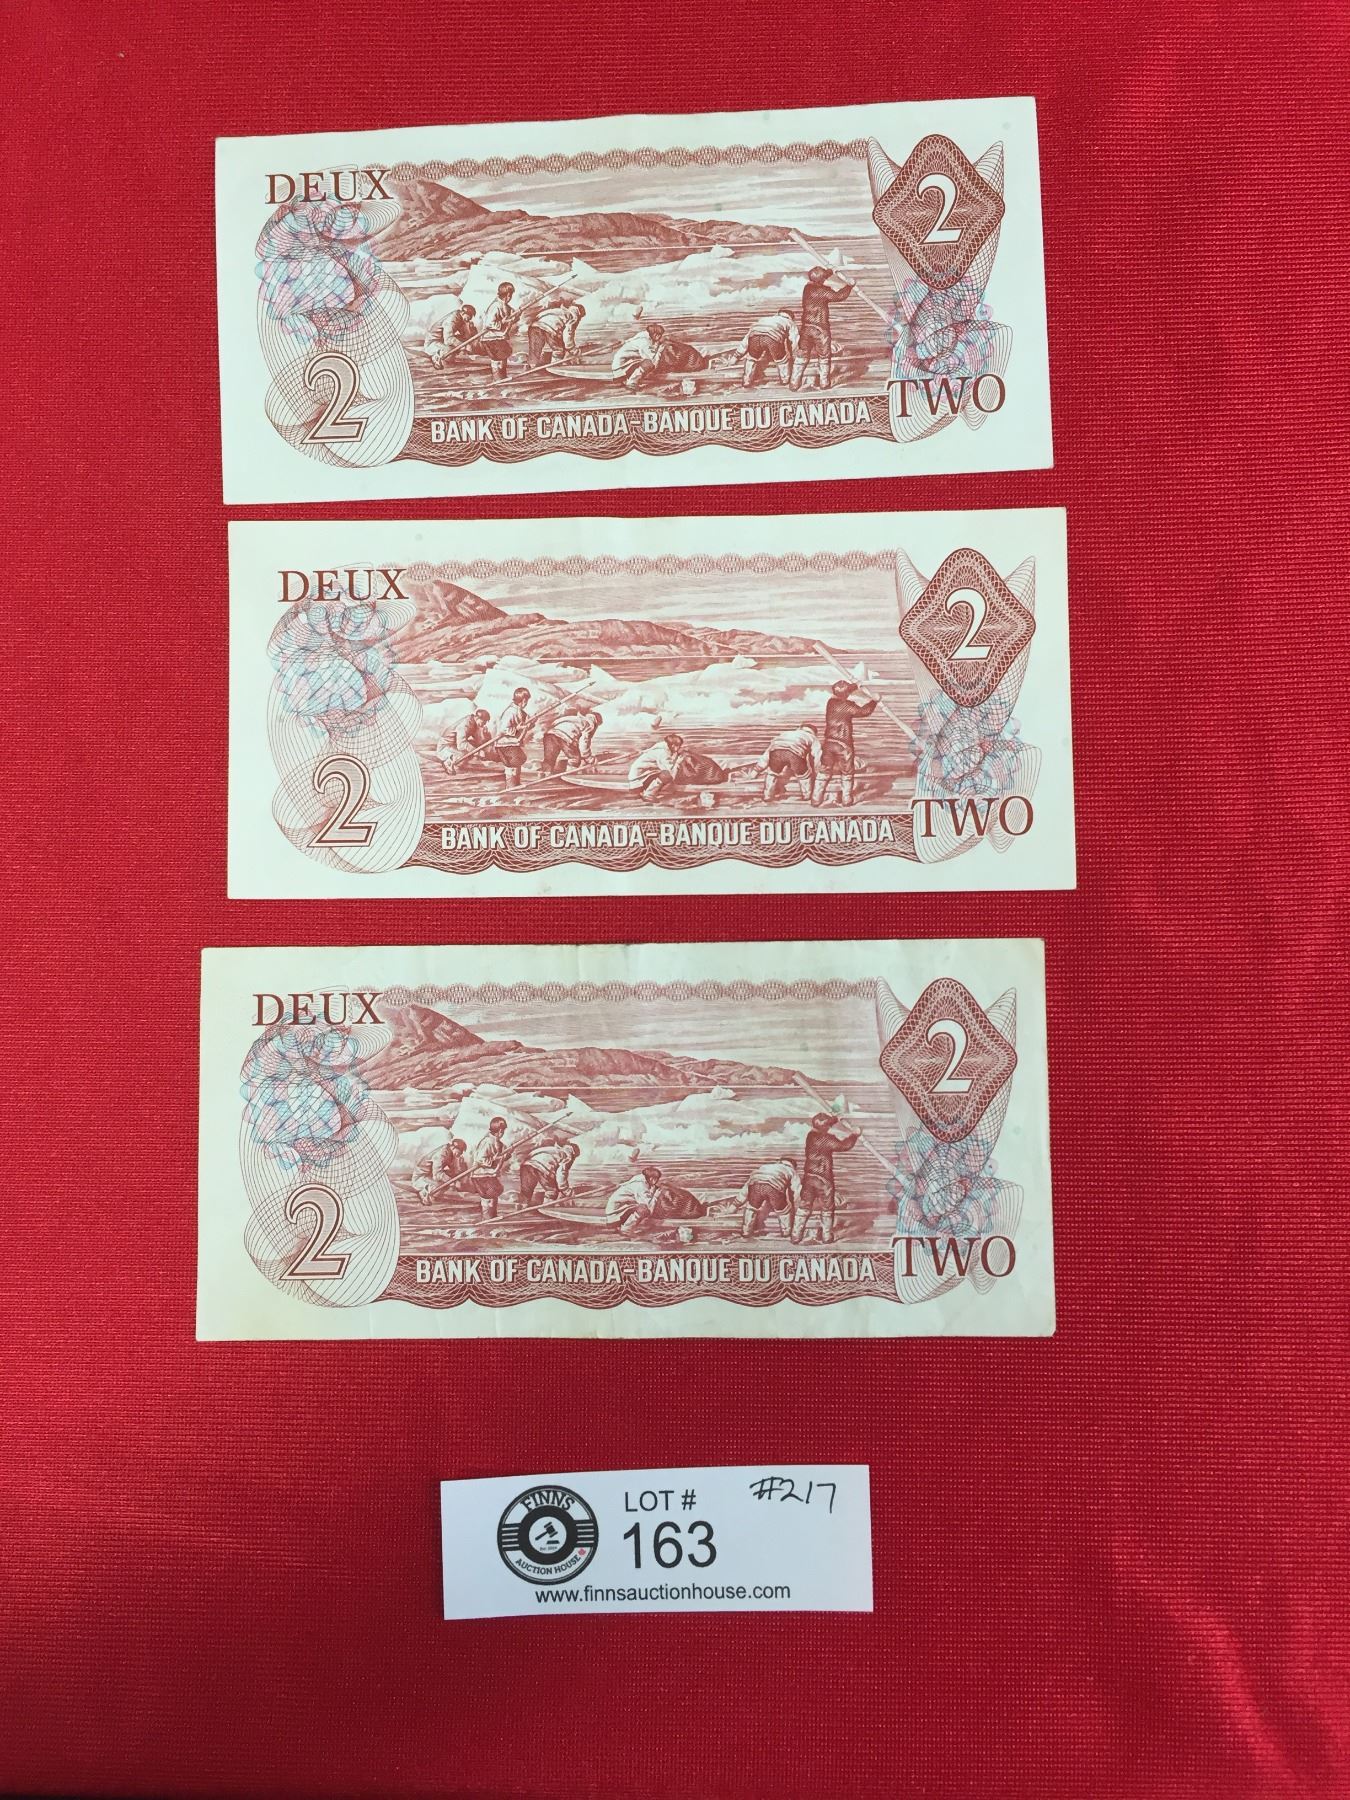 DEUX
2
2
TWO
BANK OF CANADA-BANQUE DU CANADA
DEUX
2
2
TWO
BANK OF CANADA-BANQUE DU CANADA
DEUX
2
2
TWO
BANK OF CANADA-BANQUE DU CANADA
FINNS
AUCTION HOUSE
LOT # #217
163
www.finnsauctionhouse.com